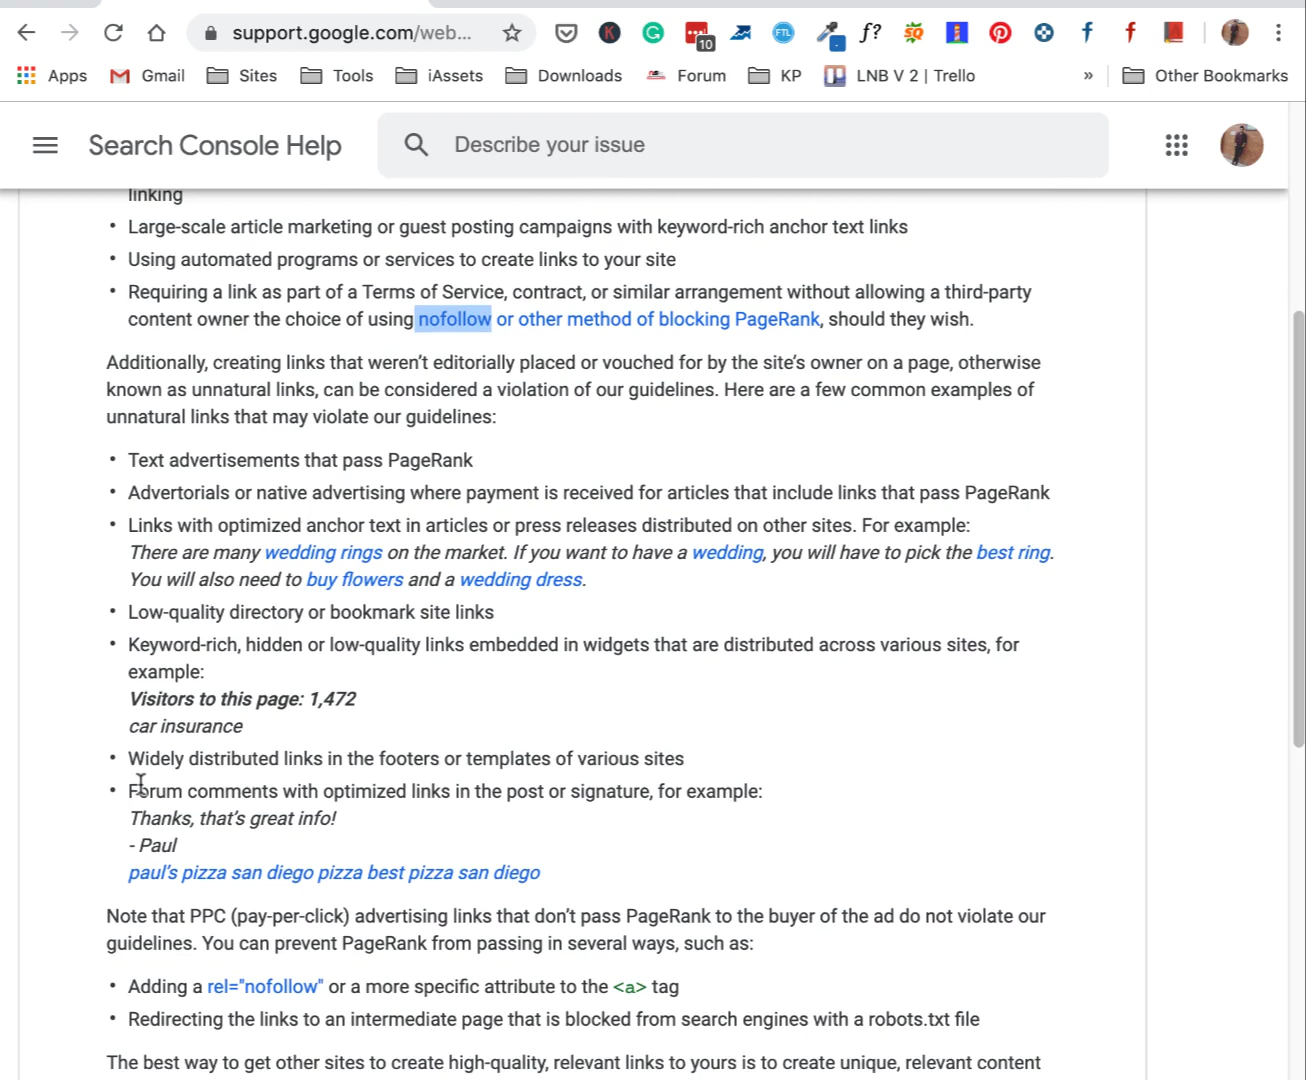 support.google.com/web...
10
FTL
f?
SQ
Apps
Gmail
Sites
Tools
iAssets
Downloads
Forum
KP
LNB V 2 | Trello
»
Other Bookmarks
Search Console Help
Describe your issue
linking
• Large-scale article marketing or guest posting campaigns with keyword-rich anchor text links
• Using automated programs or services to create links to your site
• Requiring a link as part of a Terms of Service, contract, or similar arrangement without allowing a third-party
content owner the choice of using nofollow or other method of blocking PageRank, should they wish.
Additionally, creating links that weren’t editorially placed or vouched for by the site’s owner on a page, otherwise
known as unnatural links, can be considered a violation of our guidelines. Here are a few common examples of
unnatural links that may violate our guidelines:
• Text advertisements that pass PageRank
• Advertorials or native advertising where payment is received for articles that include links that pass PageRank
• Links with optimized anchor text in articles or press releases distributed on other sites. For example:
There are many wedding rings on the market. If you want to have a wedding, you will have to pick the best ring.
You will also need to buy flowers and a wedding dress.
• Low-quality directory or bookmark site links
• Keyword-rich, hidden or low-quality links embedded in widgets that are distributed across various sites, for
example:
Visitors to this page: 1,472
car insurance
• Widely distributed links in the footers or templates of various sites
• Forum comments with optimized links in the post or signature, for example:
Thanks, that’s great info!
- Paul
paul’s pizza san diego pizza best pizza san diego
Note that PPC (pay-per-click) advertising links that don’t pass PageRank to the buyer of the ad do not violate our
guidelines. You can prevent PageRank from passing in several ways, such as:
• Adding a rel="nofollow" or a more specific attribute to the <a> tag
• Redirecting the links to an intermediate page that is blocked from search engines with a robots.txt file
The best way to get other sites to create high-quality, relevant links to yours is to create unique, relevant content